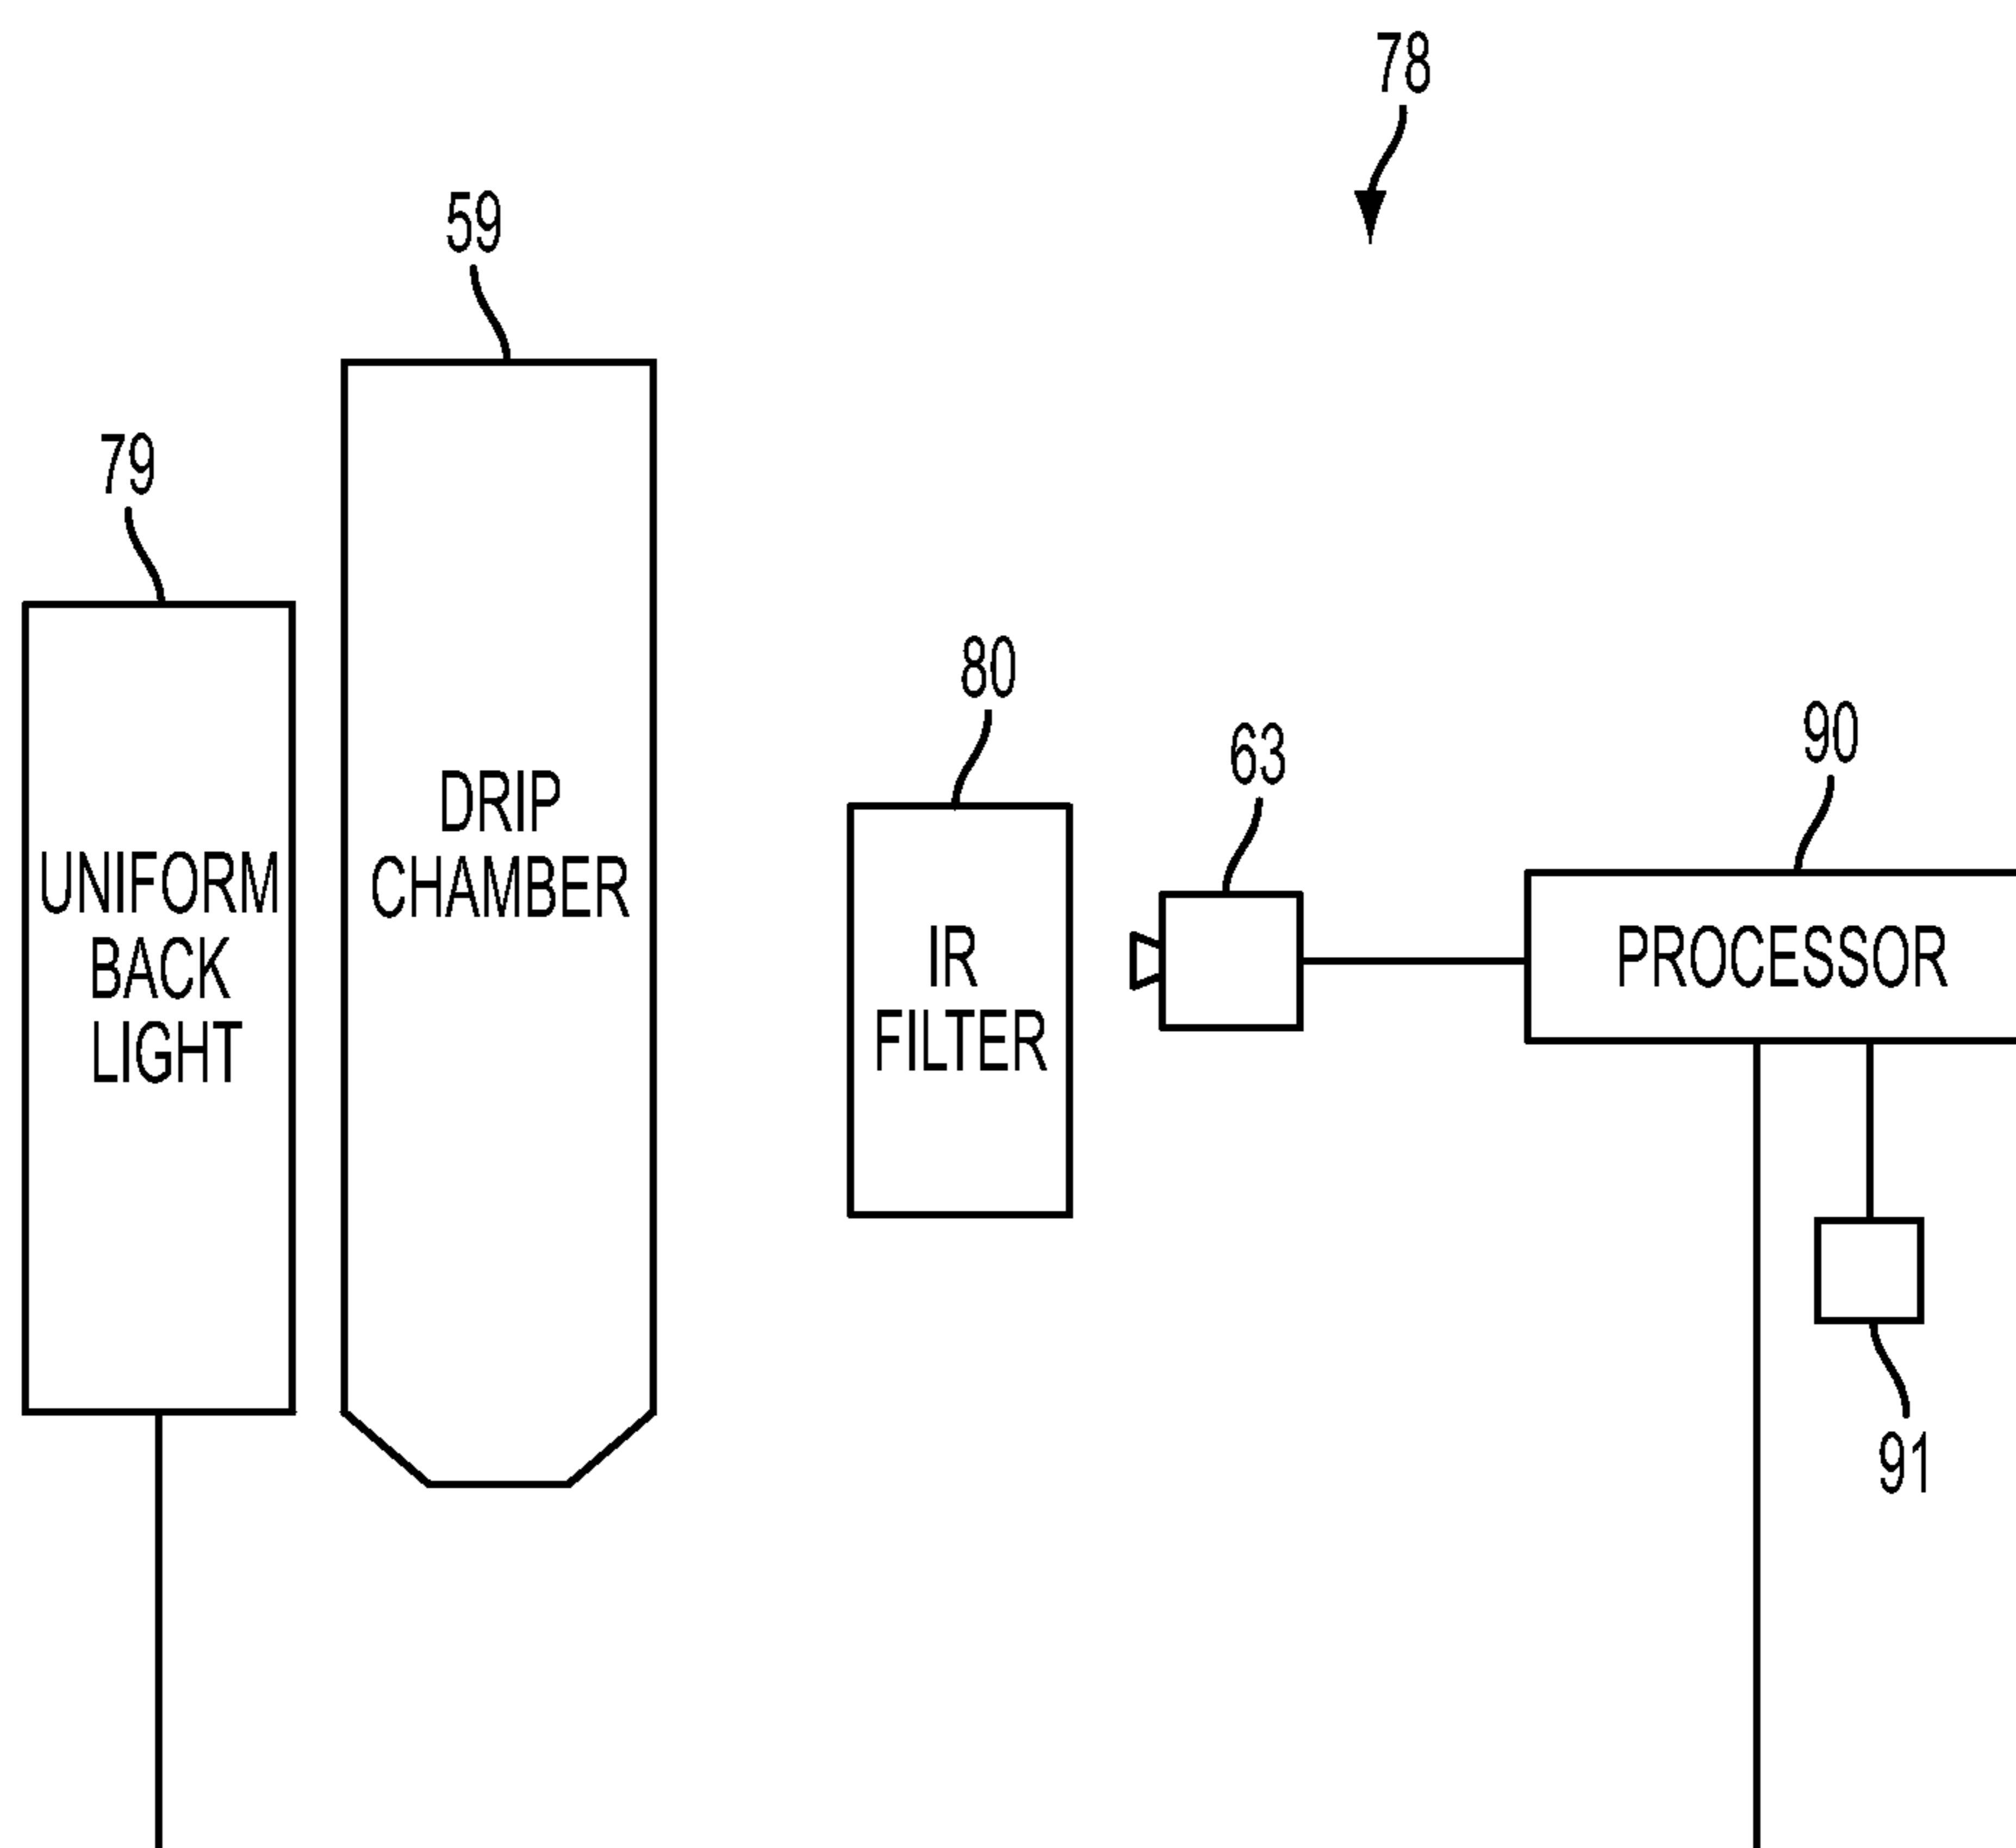 78
59
79
80
63
90
DRIP
CHAMBER
UNIFORM
BACK
LIGHT
IR
FILTER
PROCESSOR
91